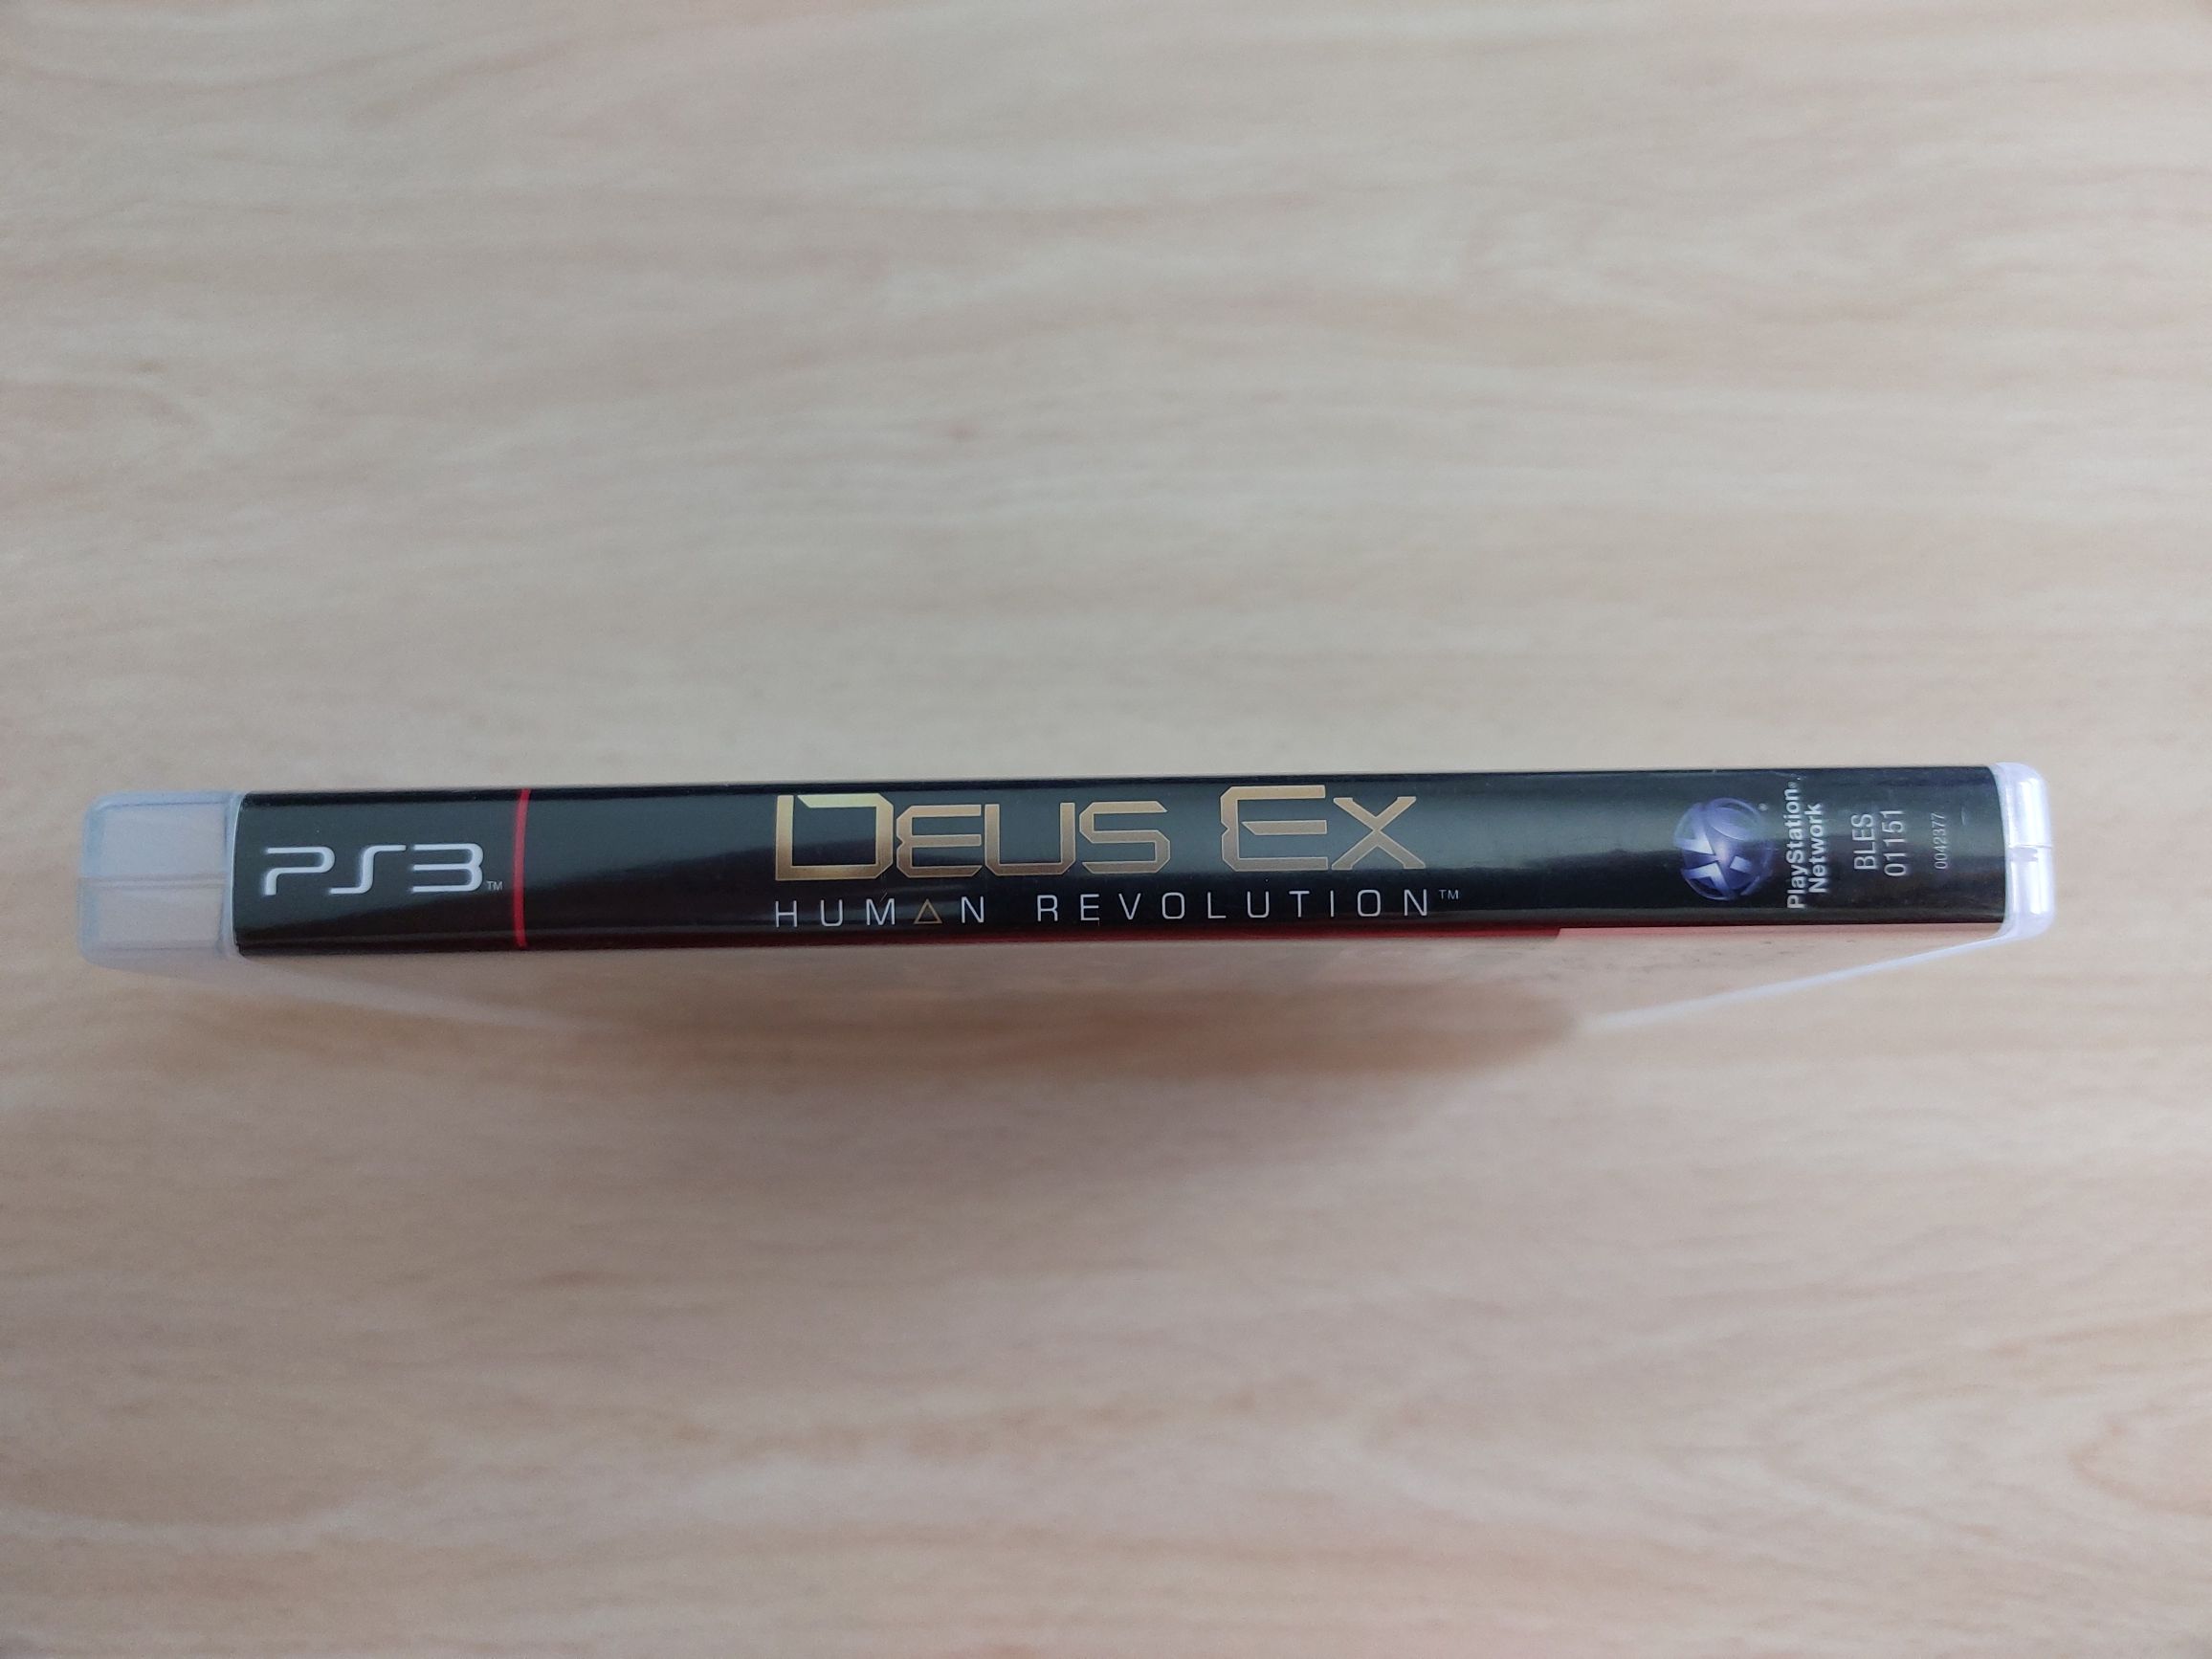 PS3™
DEUS EX
HUMAN REVOLUTION™
PlayStation®
Network
BLES
01151
0042377